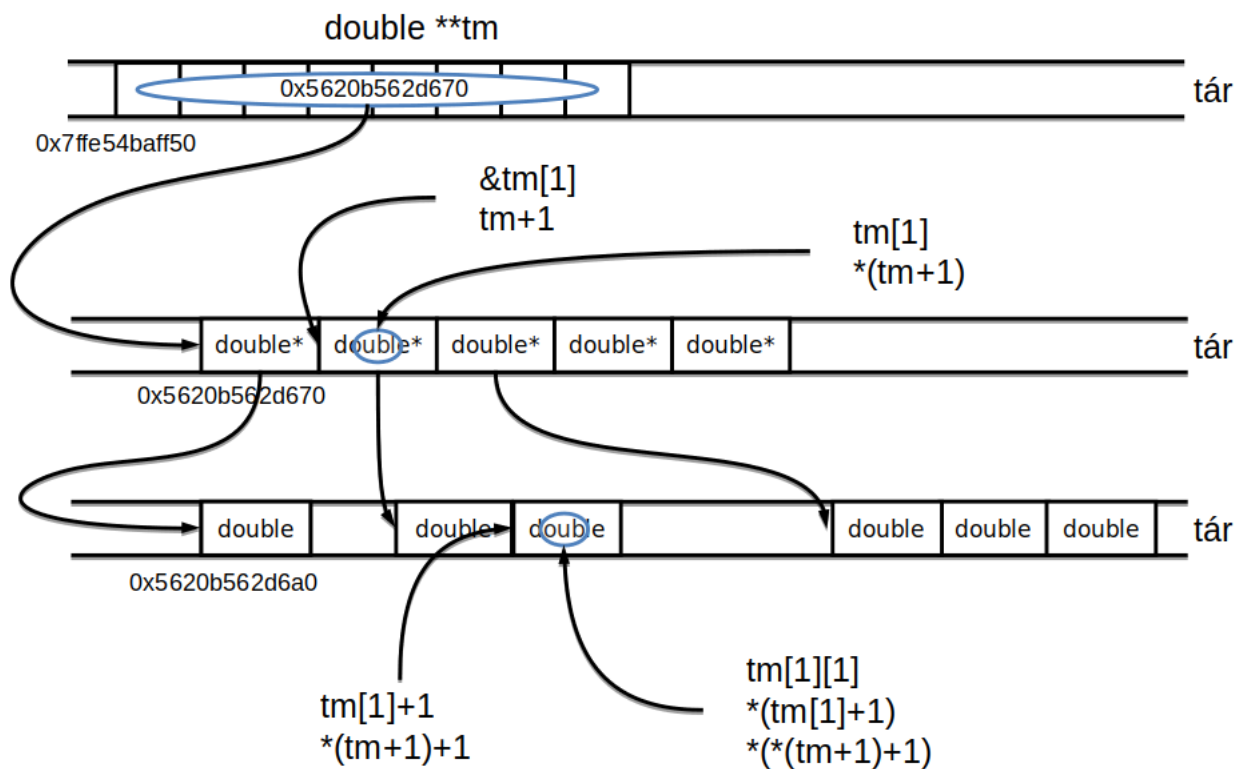 double **tm
0x5620b562d670
tár
0x7ffe54baff50
&tm[1]
tm+1
tm[1]
*(tm+1)
double* double* double* double* double*
tár
0x5620b562d670
double double double double double double
tár
0x5620b562d6a0
tm[1]+1
*(tm+1)+1
tm[1][1]
*(tm[1]+1)
*(*(tm+1)+1)